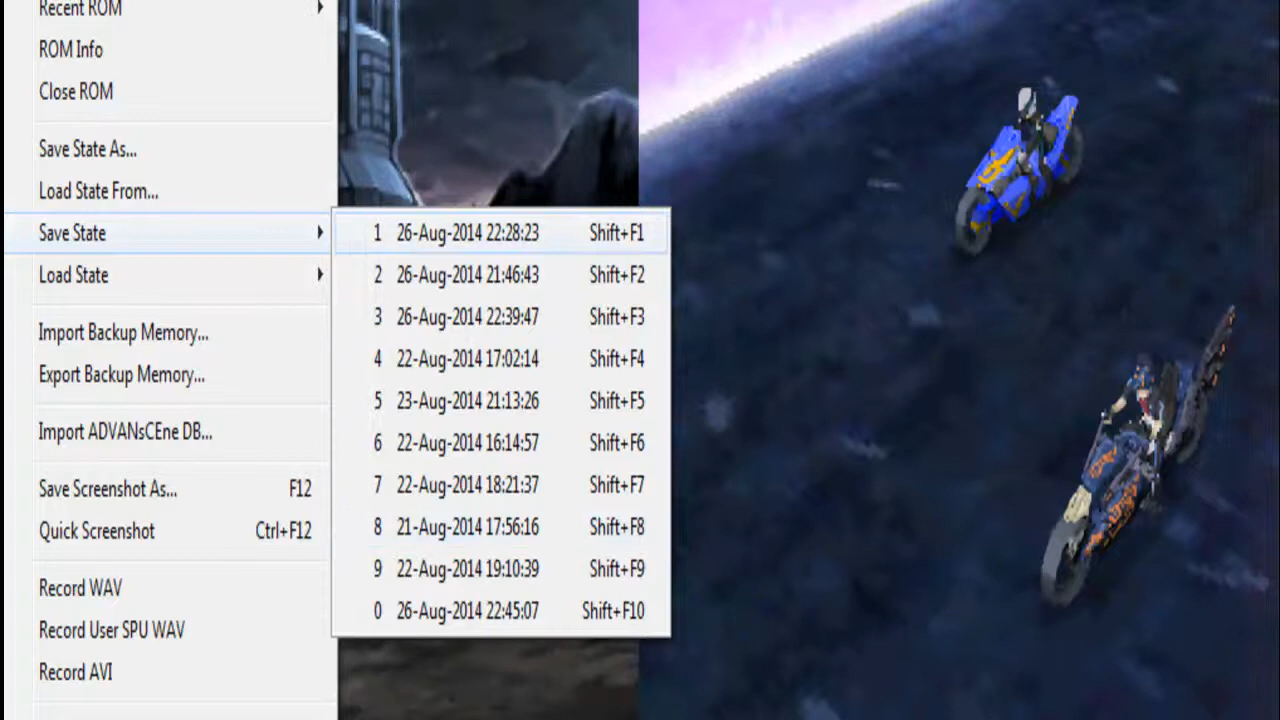 Recent ROM
ROM Info
Close ROM
Save State As...
Load State From...
Save State
Load State
Import Backup Memory...
Export Backup Memory...
Import ADVANsCEne DB...
Save Screenshot As... F12
Quick Screenshot Ctrl+F12
Record WAV
Record User SPU WAV
Record AVI
1 26-Aug-2014 22:28:23 Shift+F1
2 26-Aug-2014 21:46:43 Shift+F2
3 26-Aug-2014 22:39:47 Shift+F3
4 22-Aug-2014 17:02:14 Shift+F4
5 23-Aug-2014 21:13:26 Shift+F5
6 22-Aug-2014 16:14:57 Shift+F6
7 22-Aug-2014 18:21:37 Shift+F7
8 21-Aug-2014 17:56:16 Shift+F8
9 22-Aug-2014 19:10:39 Shift+F9
0 26-Aug-2014 22:45:07 Shift+F10